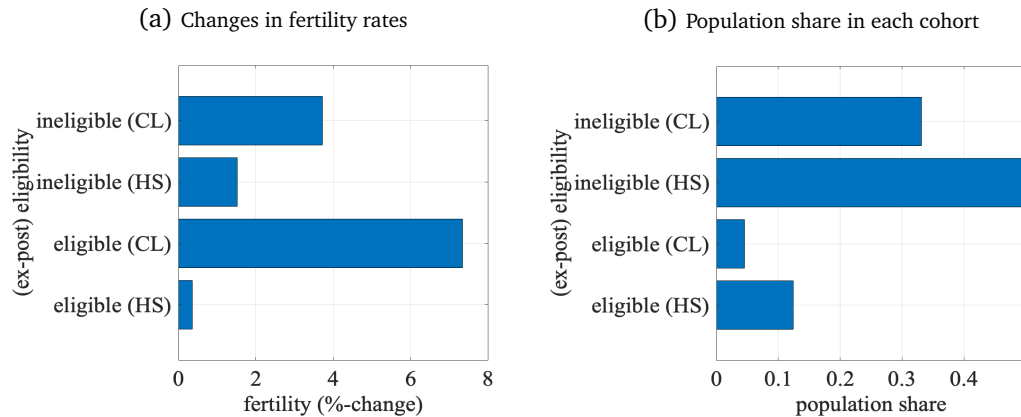 (a) Changes in fertility rates
(ex-post) eligibility
ineligible (CL)
ineligible (HS)
eligible (CL)
eligible (HS)
0 2 4 6 8
fertility (%-change)
(b) Population share in each cohort
(ex-post) eligibility
ineligible (CL)
ineligible (HS)
eligible (CL)
eligible (HS)
0 0.1 0.2 0.3 0.4
population share